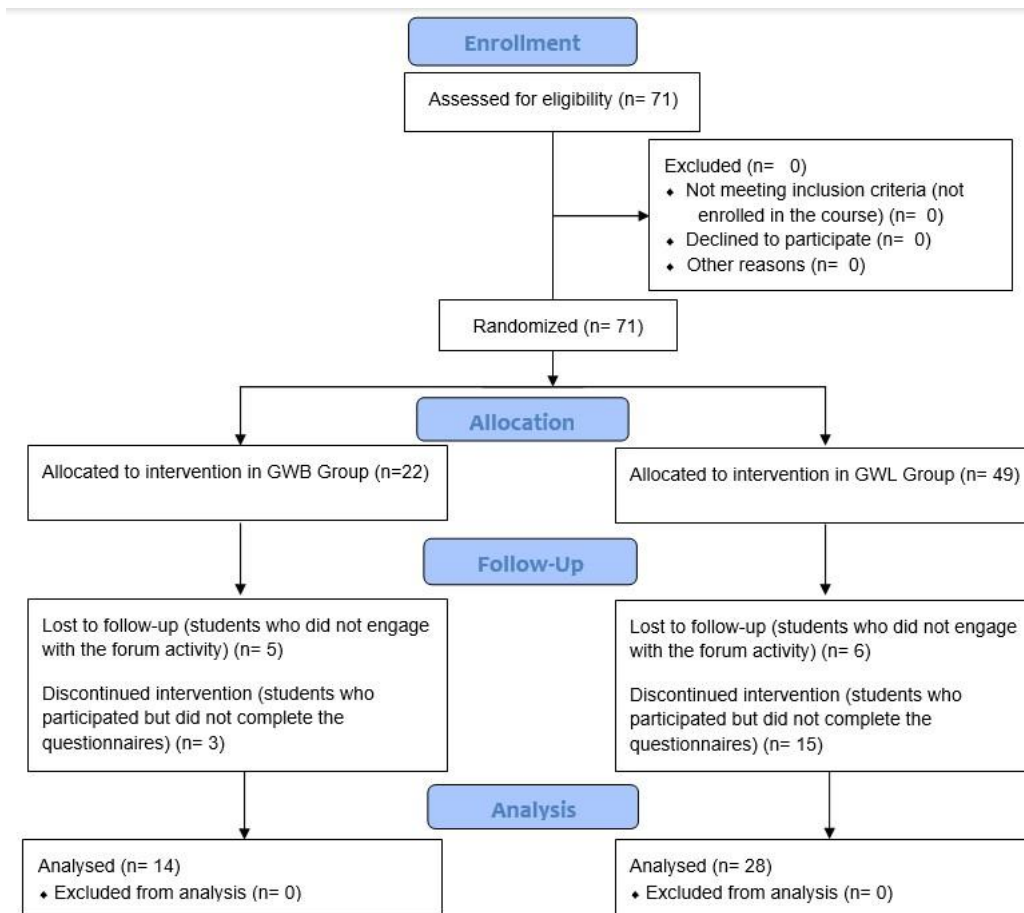 Enrollment
Assessed for eligibility (n= 71)
Excluded (n= 0)
⬧ Not meeting inclusion criteria (not
enrolled in the course) (n= 0)
⬧ Declined to participate (n= 0)
⬧ Other reasons (n= 0)
Randomized (n= 71)
Allocation
Allocated to intervention in GWB Group (n=22)
Allocated to intervention in GWL Group (n= 49)
Follow-Up
Lost to follow-up (students who did not engage
with the forum activity) (n= 5)
Discontinued intervention (students who
participated but did not complete the
questionnaires) (n= 3)
Lost to follow-up (students who did not engage
with the forum activity) (n= 6)
Discontinued intervention (students who
participated but did not complete the
questionnaires) (n= 15)
Analysis
Analysed (n= 14)
⬧ Excluded from analysis (n= 0)
Analysed (n= 28)
⬧ Excluded from analysis (n= 0)